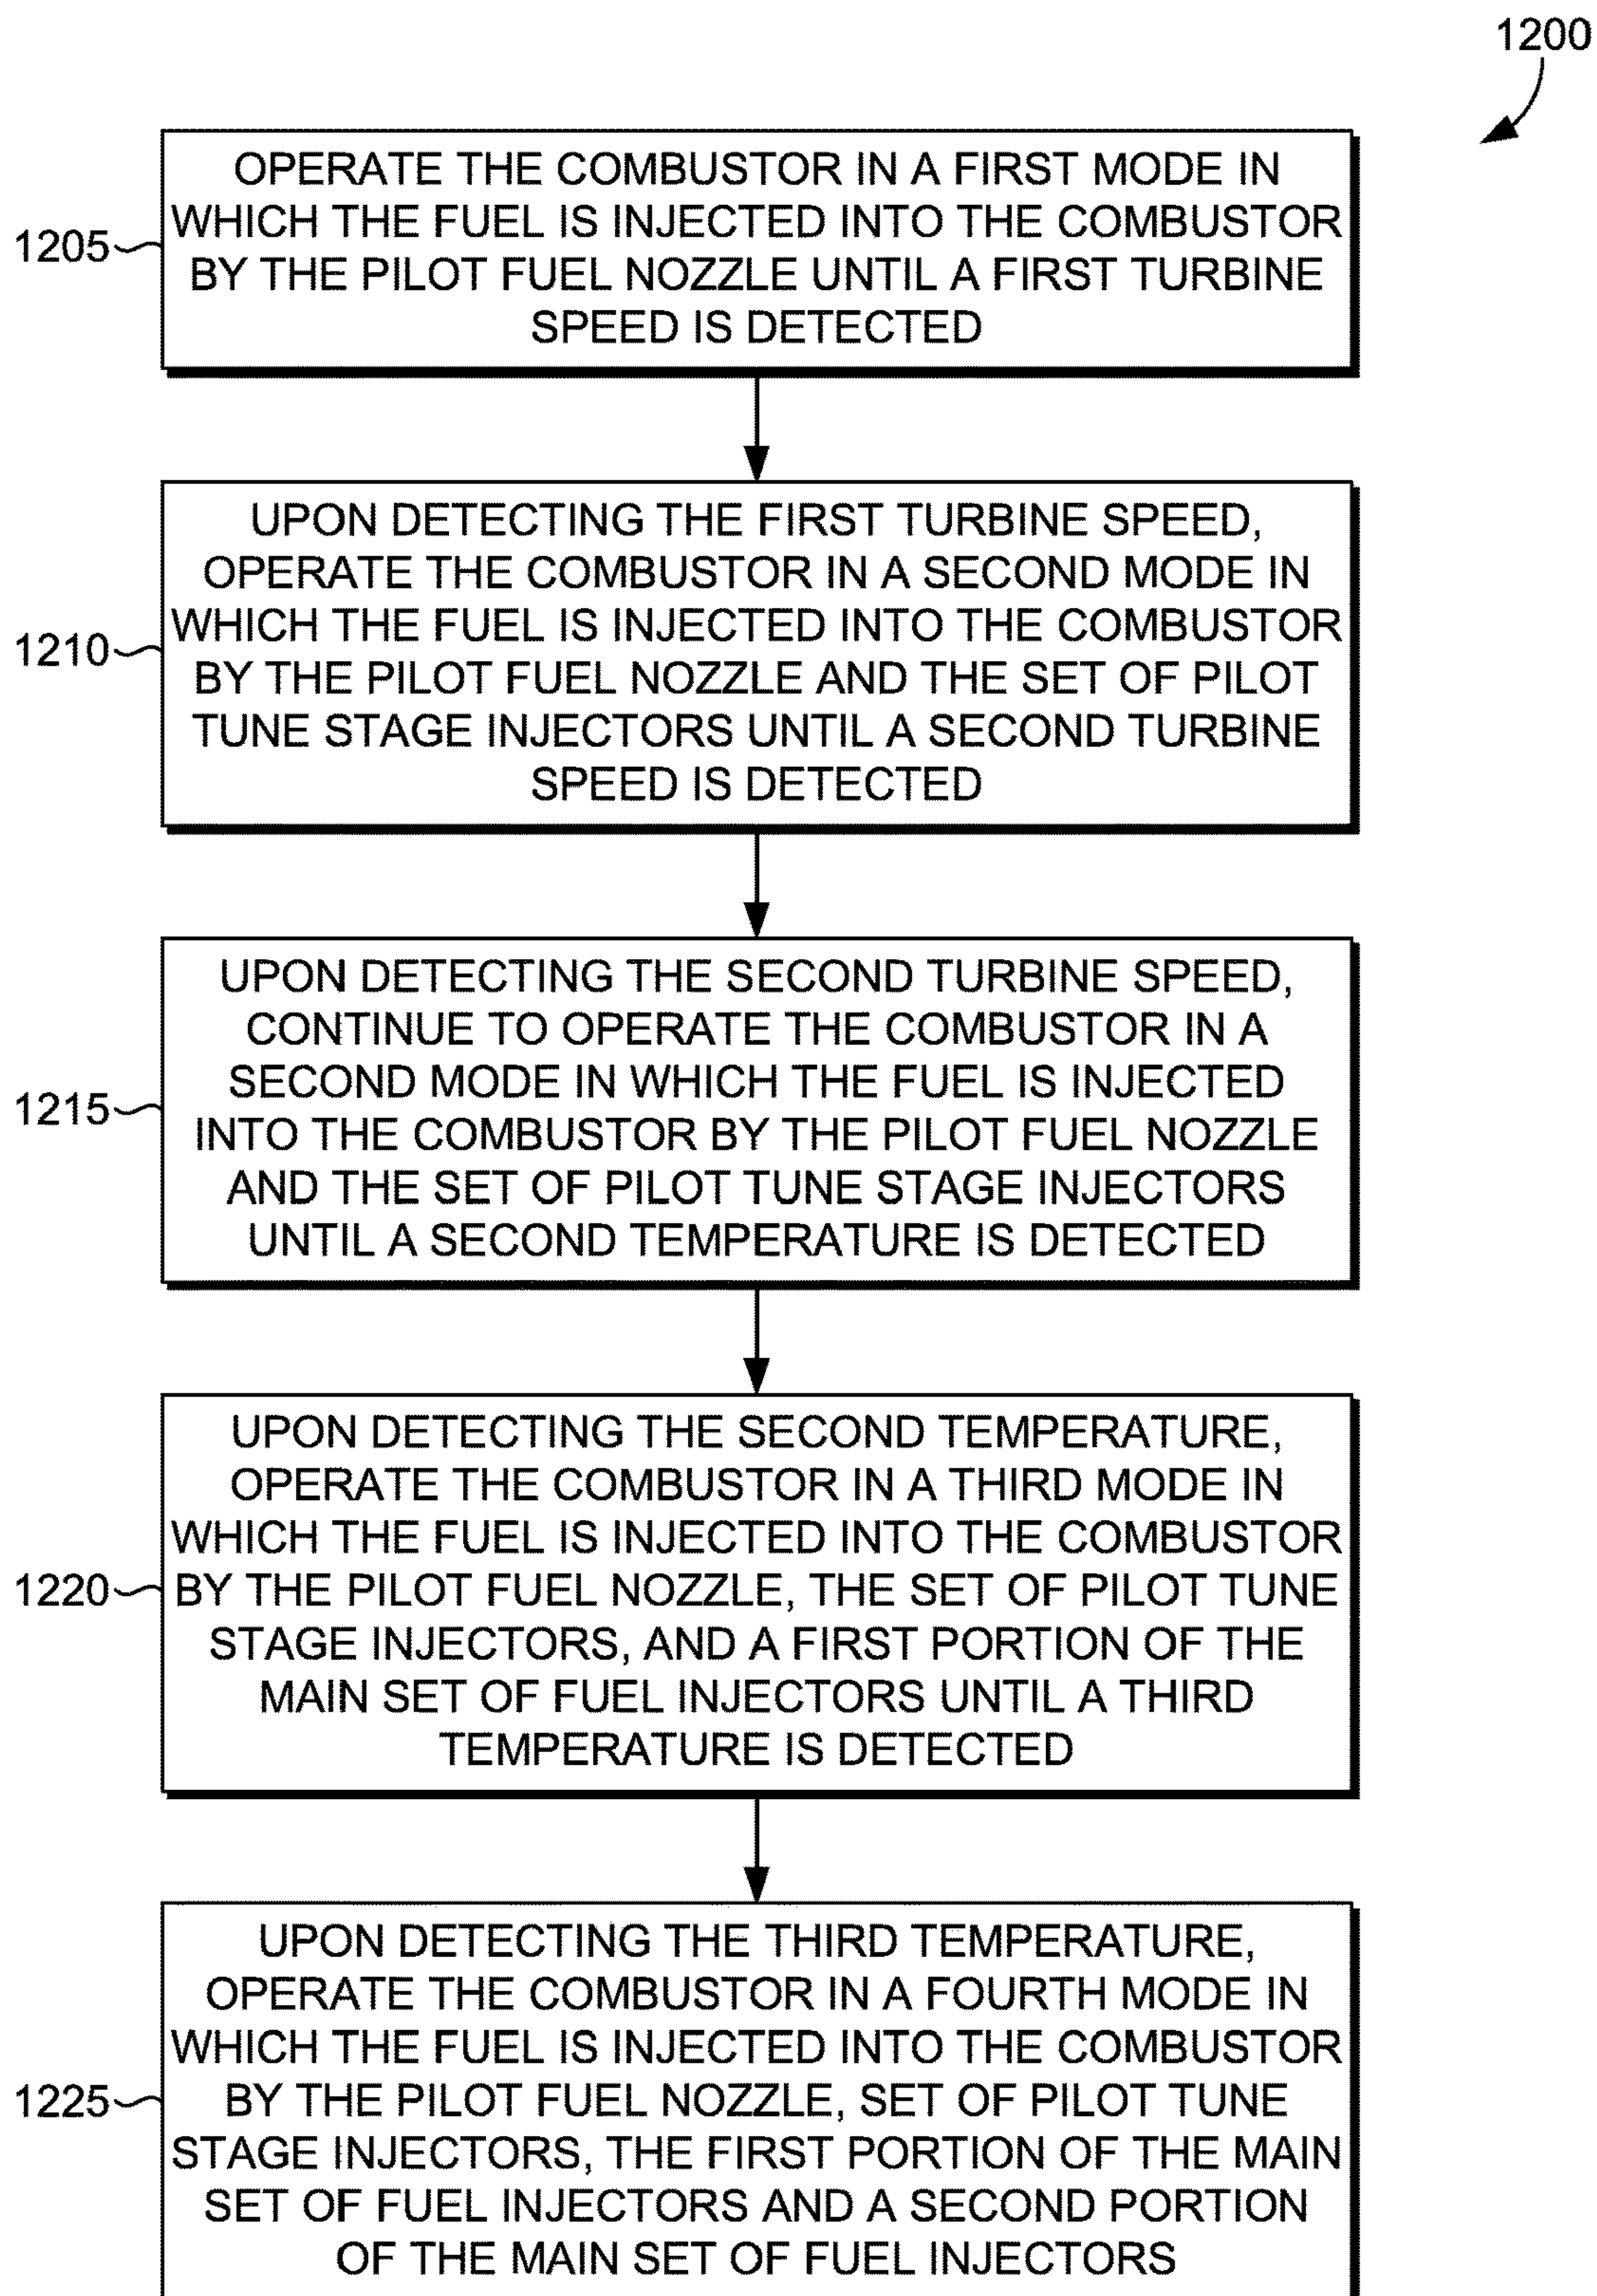 1200
OPERATE THE COMBUSTOR IN A FIRST MODE IN
WHICH THE FUEL IS INJECTED INTO THE COMBUSTOR
BY THE PILOT FUEL NOZZLE UNTIL A FIRST TURBINE
SPEED IS DETECTED
1205
UPON DETECTING THE FIRST TURBINE SPEED,
OPERATE THE COMBUSTOR IN A SECOND MODE IN
WHICH THE FUEL IS INJECTED INTO THE COMBUSTOR
BY THE PILOT FUEL NOZZLE AND THE SET OF PILOT
TUNE STAGE INJECTORS UNTIL A SECOND TURBINE
SPEED IS DETECTED
1210
UPON DETECTING THE SECOND TURBINE SPEED,
CONTINUE TO OPERATE THE COMBUSTOR IN A
SECOND MODE IN WHICH THE FUEL IS INJECTED
INTO THE COMBUSTOR BY THE PILOT FUEL NOZZLE
AND THE SET OF PILOT TUNE STAGE INJECTORS
UNTIL A SECOND TEMPERATURE IS DETECTED
1215
UPON DETECTING THE SECOND TEMPERATURE,
OPERATE THE COMBUSTOR IN A THIRD MODE IN
WHICH THE FUEL IS INJECTED INTO THE COMBUSTOR
BY THE PILOT FUEL NOZZLE, THE SET OF PILOT TUNE
STAGE INJECTORS, AND A FIRST PORTION OF THE
MAIN SET OF FUEL INJECTORS UNTIL A THIRD
TEMPERATURE IS DETECTED
1220
UPON DETECTING THE THIRD TEMPERATURE,
OPERATE THE COMBUSTOR IN A FOURTH MODE IN
WHICH THE FUEL IS INJECTED INTO THE COMBUSTOR
BY THE PILOT FUEL NOZZLE, SET OF PILOT TUNE
STAGE INJECTORS, THE FIRST PORTION OF THE MAIN
SET OF FUEL INJECTORS AND A SECOND PORTION
OF THE MAIN SET OF FUEL INJECTORS
1225